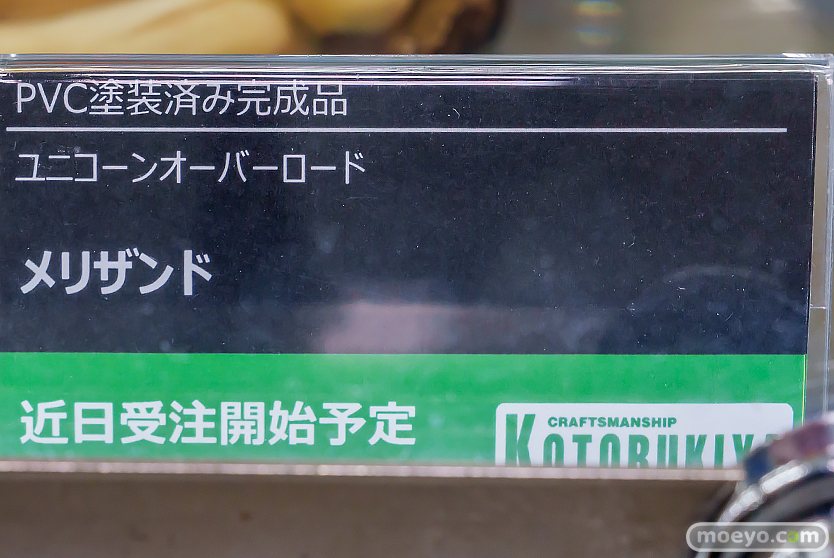 PVC塗装済み完成品
ユニコーンオーバーロード
メリザンド
近日受注開始予定
CRAFTSMANSHIP
KOTOBUKIYA
moeyo.com